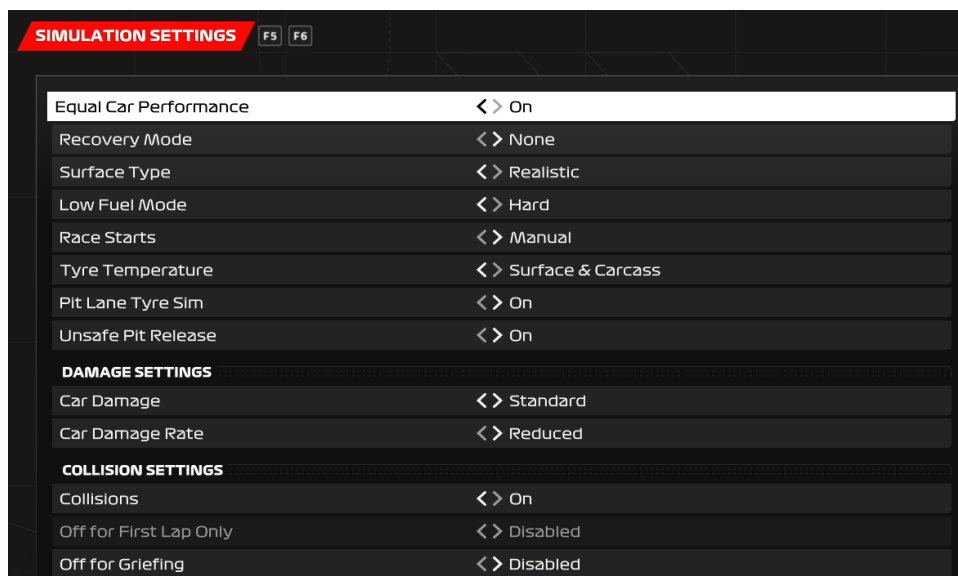 SIMULATION SETTINGS F5 F6
Equal Car Performance < > On
Recovery Mode < > None
Surface Type < > Realistic
Low Fuel Mode < > Hard
Race Starts < > Manual
Tyre Temperature < > Surface & Carcass
Pit Lane Tyre Sim < > On
Unsafe Pit Release < > On
DAMAGE SETTINGS
Car Damage < > Standard
Car Damage Rate < > Reduced
COLLISION SETTINGS
Collisions < > On
Off for First Lap Only < > Disabled
Off for Griefing < > Disabled